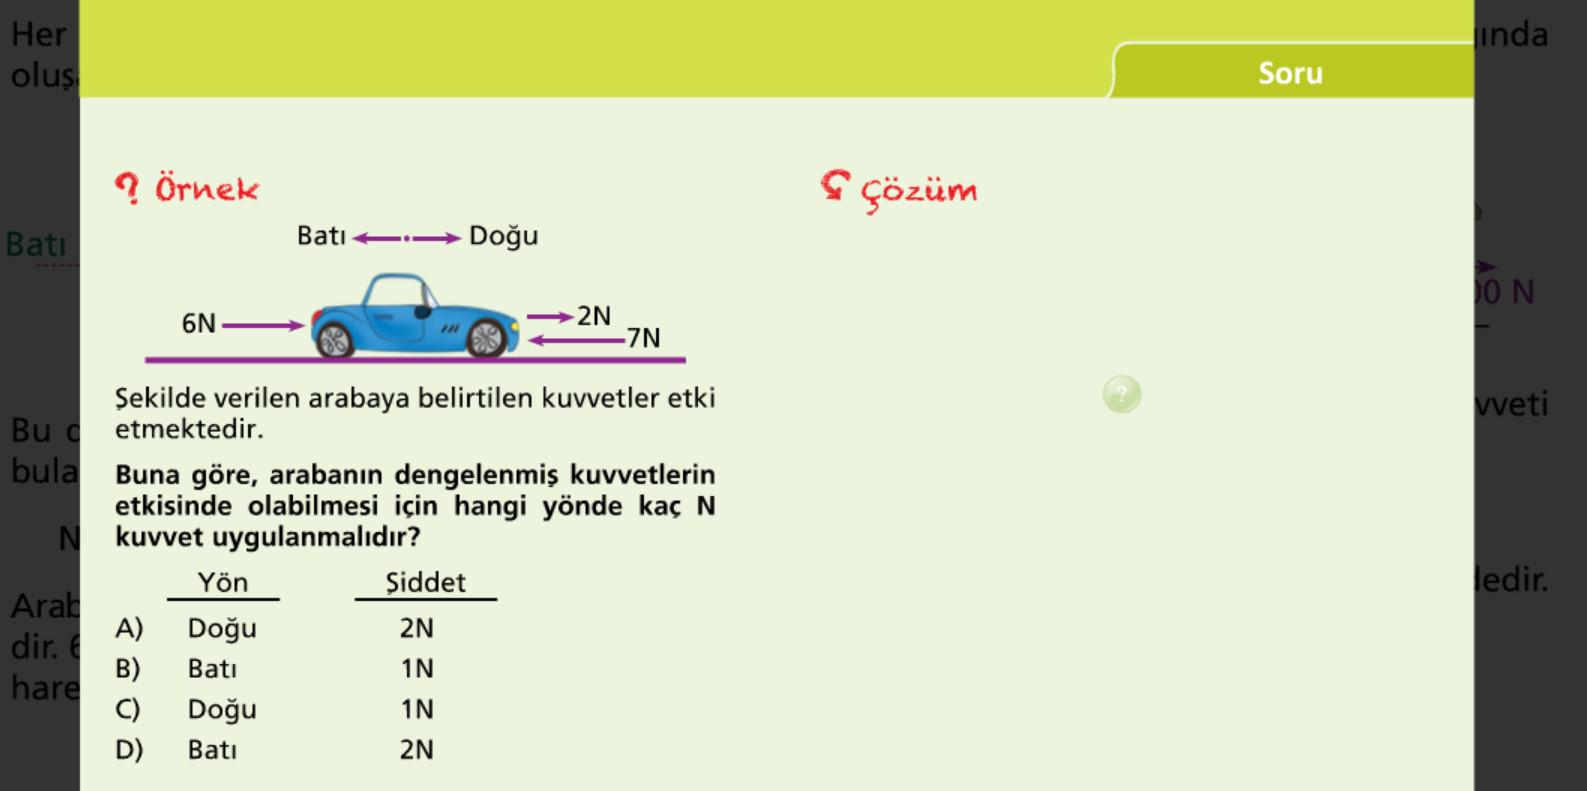 Her
ında
oluş
Soru
? Örnek
Çözüm
Batı Doğu
Batı
6N
2N
7N
00 N
Şekilde verilen arabaya belirtilen kuvvetler etki
etmektedir.
vveti
Bu
bula
Buna göre, arabanın dengelenmiş kuvvetlerin
etkisinde olabilmesi için hangi yönde kaç N
kuvvet uygulanmalıdır?
?
N
Yön Şiddet
dedir.
Arab
A) Doğu 2N
dir. 6
B) Batı 1N
hare
C) Doğu 1N
D) Batı 2N